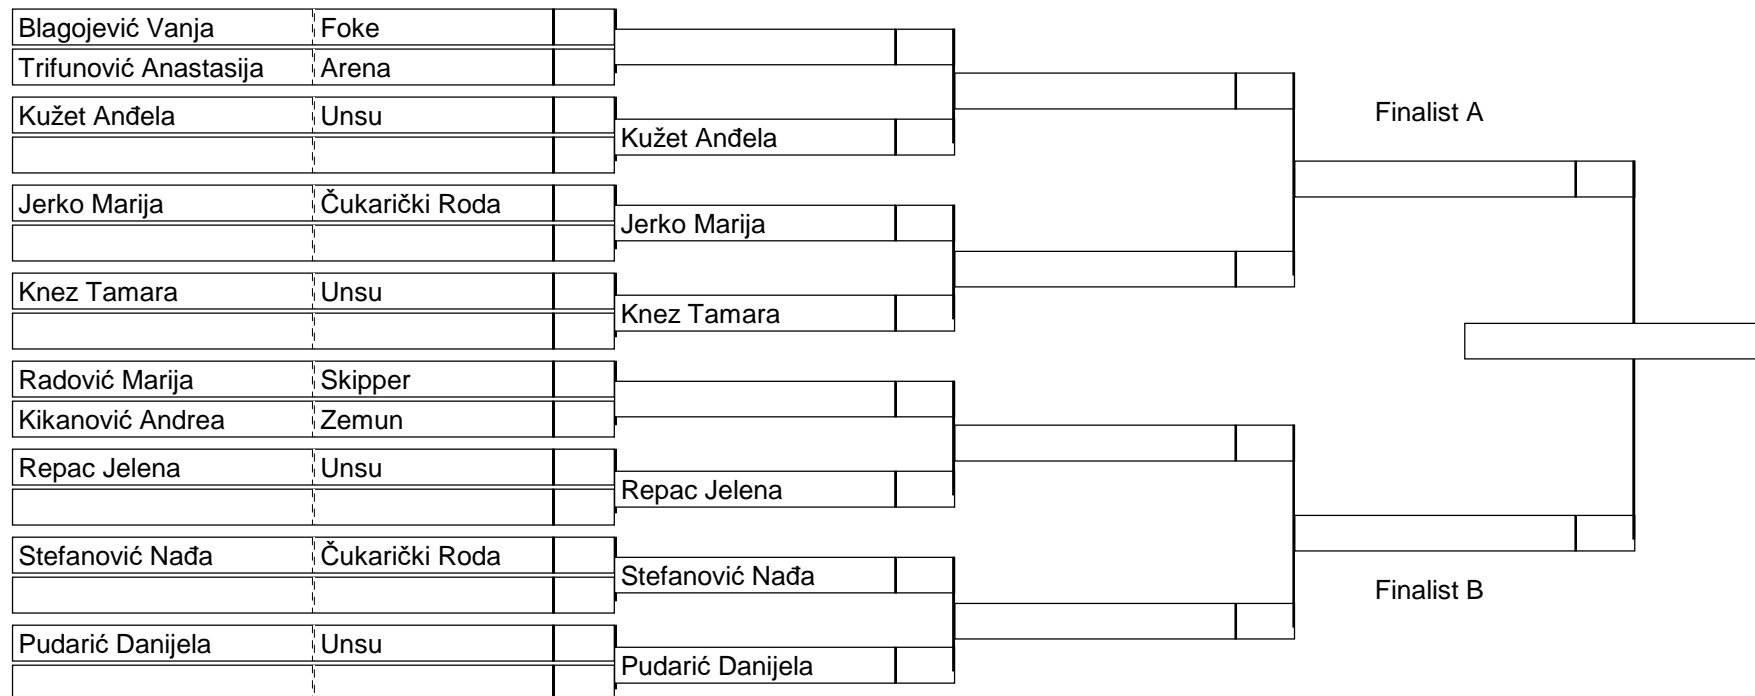 Blagojević Vanja Foke
Trifunović Anastasija Arena
Kužet Anđela Unsu
Kužet Anđela
Finalist A
Jerko Marija Čukarički Roda
Jerko Marija
Knez Tamara Unsu
Knez Tamara
Radović Marija Skipper
Kikanović Andrea Zemun
Repac Jelena Unsu
Repac Jelena
Stefanović Nađa Čukarički Roda
Stefanović Nađa
Finalist B
Pudarić Danijela Unsu
Pudarić Danijela